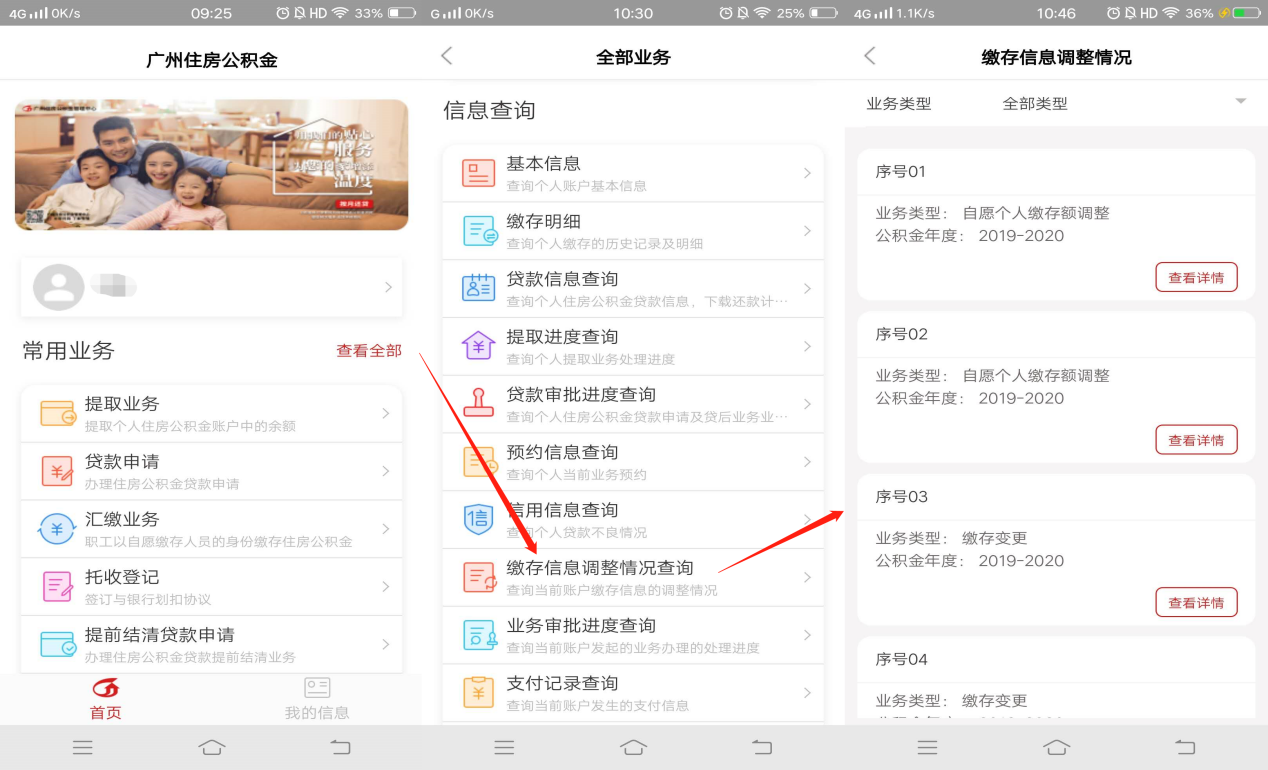 4G 0K/s 09:25 HD 33%
广州住房公积金
服务
温度
常用业务 查看全部
提取业务
提取个人住房公积金账户中的余额
贷款申请
办理住房公积金贷款申请
汇缴业务
职工以自愿缴存人员的身份缴存住房公积金
托收登记
签订与银行划扣协议
提前结清贷款申请
办理住房公积金贷款提前结清业务
首页 我的信息
G 0K/s 10:30 25%
全部业务
信息查询
基本信息
查询个人账户基本信息
缴存明细
查询个人缴存的历史记录及明细
贷款信息查询
查询个人住房公积金贷款信息，下载还款计…
提取进度查询
查询个人提取业务处理进度
贷款审批进度查询
查询个人住房公积金贷款申请及贷后业务业…
预约信息查询
查询个人当前业务预约
信
信用信息查询
查询个人贷款不良情况
缴存信息调整情况查询
查询当前账户缴存信息的调整情况
业务审批进度查询
查询当前账户发起的业务办理的处理进度
支付记录查询
查询当前账户发生的支付信息
4G 1.1K/s 10:46 HD 36%
缴存信息调整情况
业务类型 全部类型
序号01
业务类型： 自愿个人缴存额调整
公积金年度： 2019-2020
查看详情
序号02
业务类型： 自愿个人缴存额调整
公积金年度： 2019-2020
查看详情
序号03
业务类型： 缴存变更
公积金年度： 2019-2020
查看详情
序号04
业务类型： 缴存变更